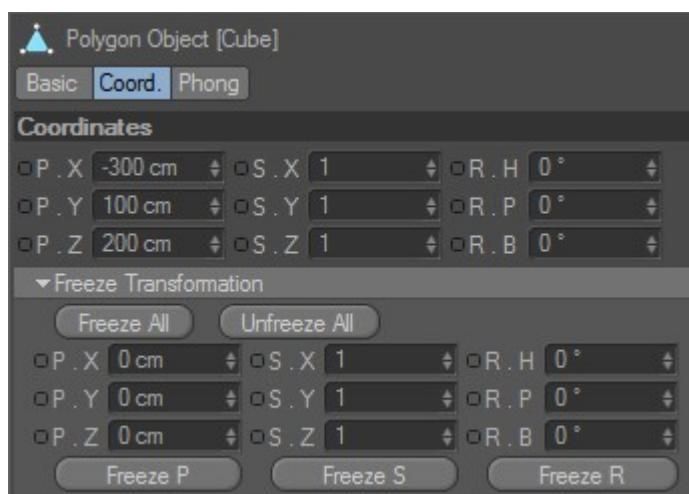 Polygon Object [Cube]
Basic Coord. Phong
Coordinates
P . X -300 cm S . X 1 R . H 0 °
P . Y 100 cm S . Y 1 R . P 0 °
P . Z 200 cm S . Z 1 R . B 0 °
Freeze Transformation
Freeze All Unfreeze All
P . X 0 cm S . X 1 R . H 0 °
P . Y 0 cm S . Y 1 R . P 0 °
P . Z 0 cm S . Z 1 R . B 0 °
Freeze P Freeze S Freeze R